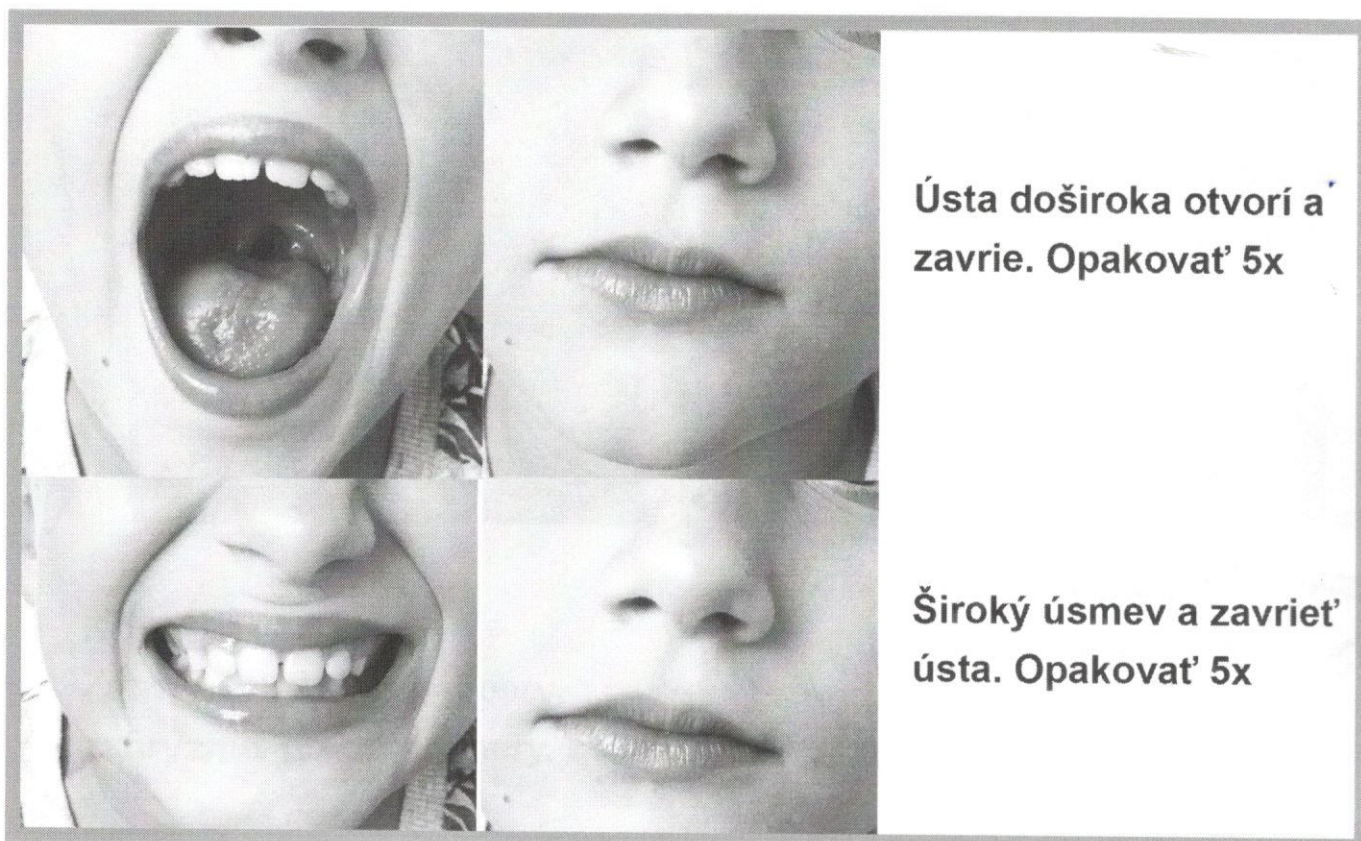 Ústa doširoka otvorí a
zavrie. Opakovať 5x
Široký úsmev a zavrieť
ústa. Opakovať 5x